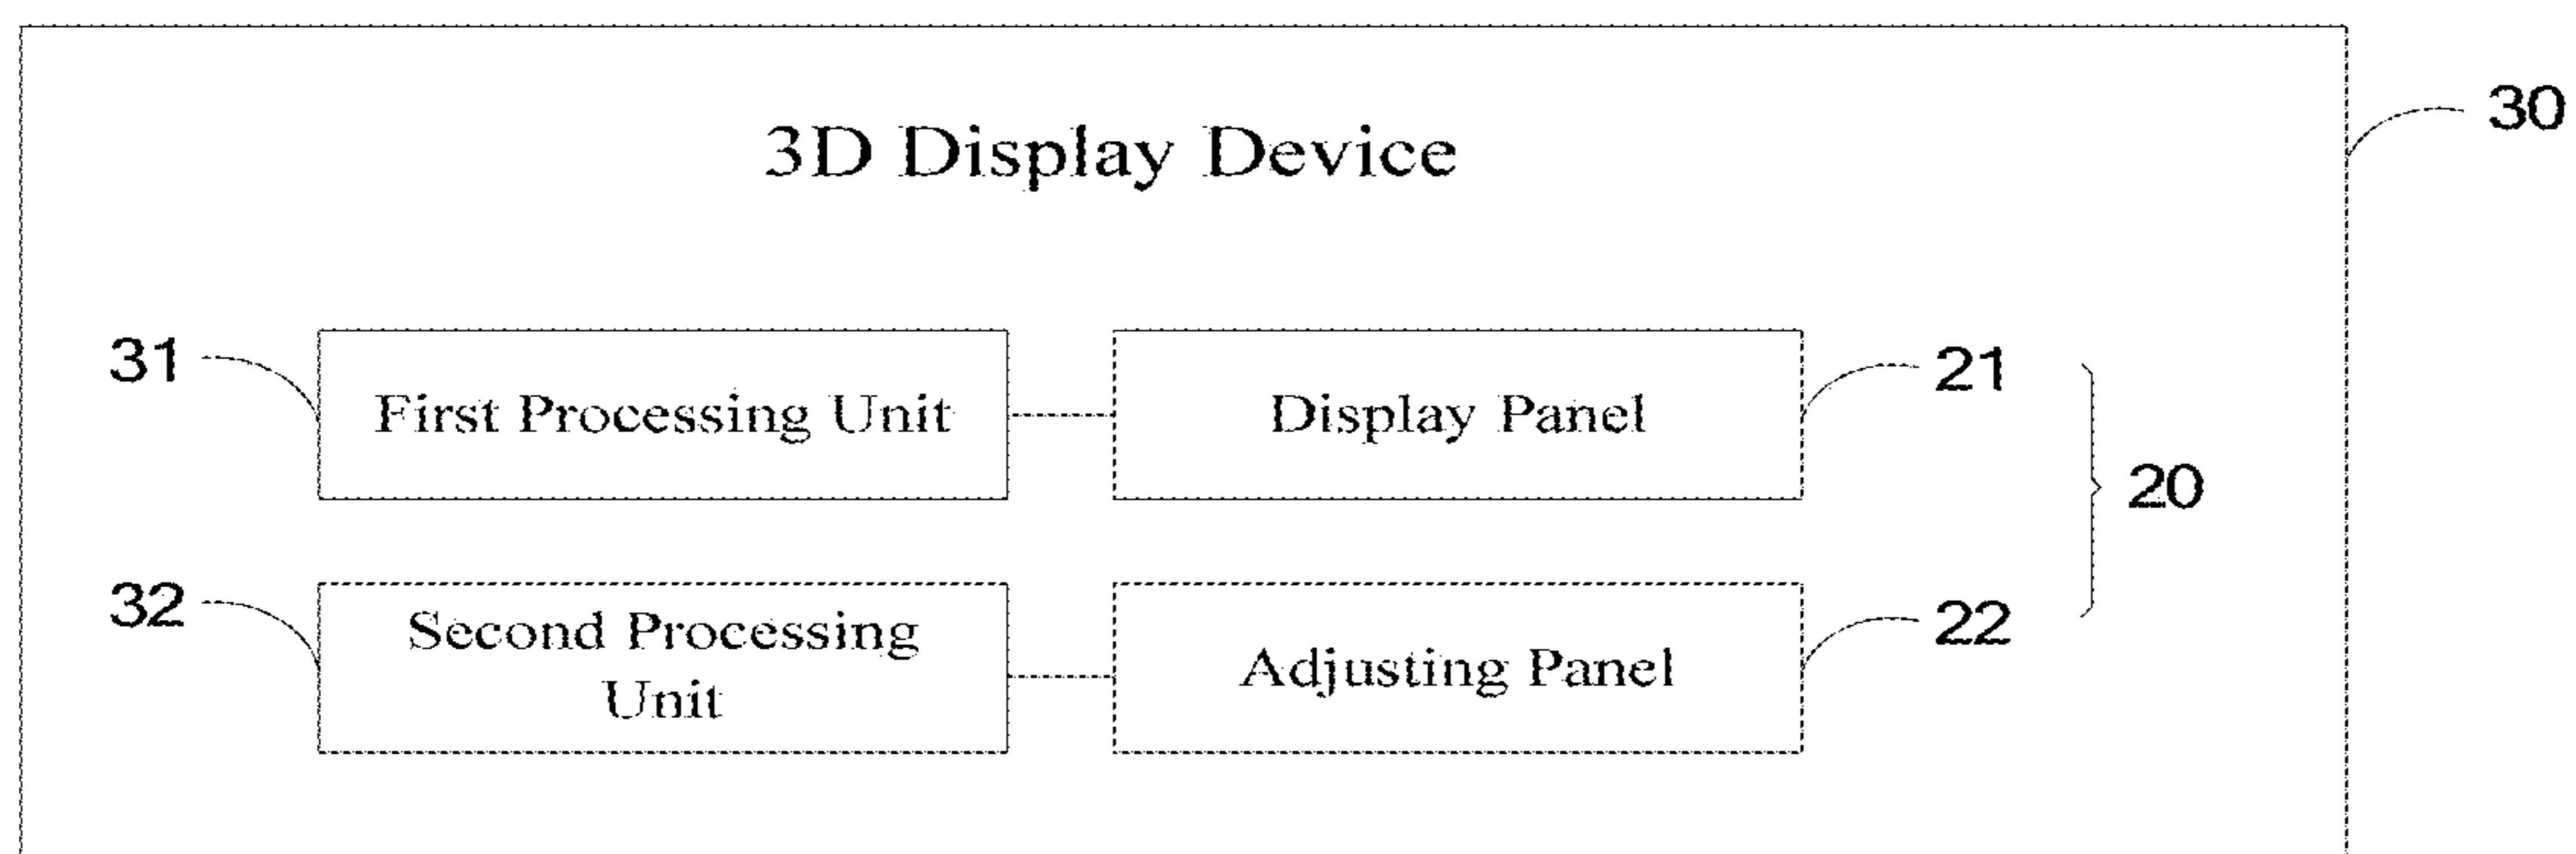 3D Display Device
30
31
First Processing Unit
Display Panel
21
20
32
Second Processing
Unit
Adjusting Panel
22